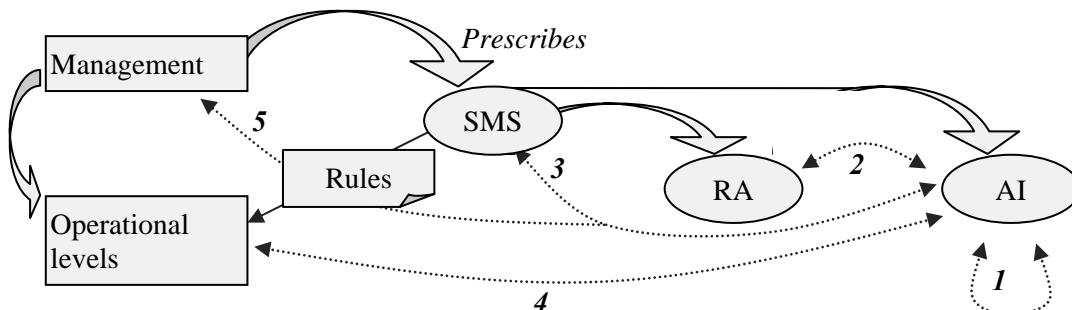 Prescribes
Management
SMS
5
Rules
3
RA
2
AI
Operational
levels
4
1